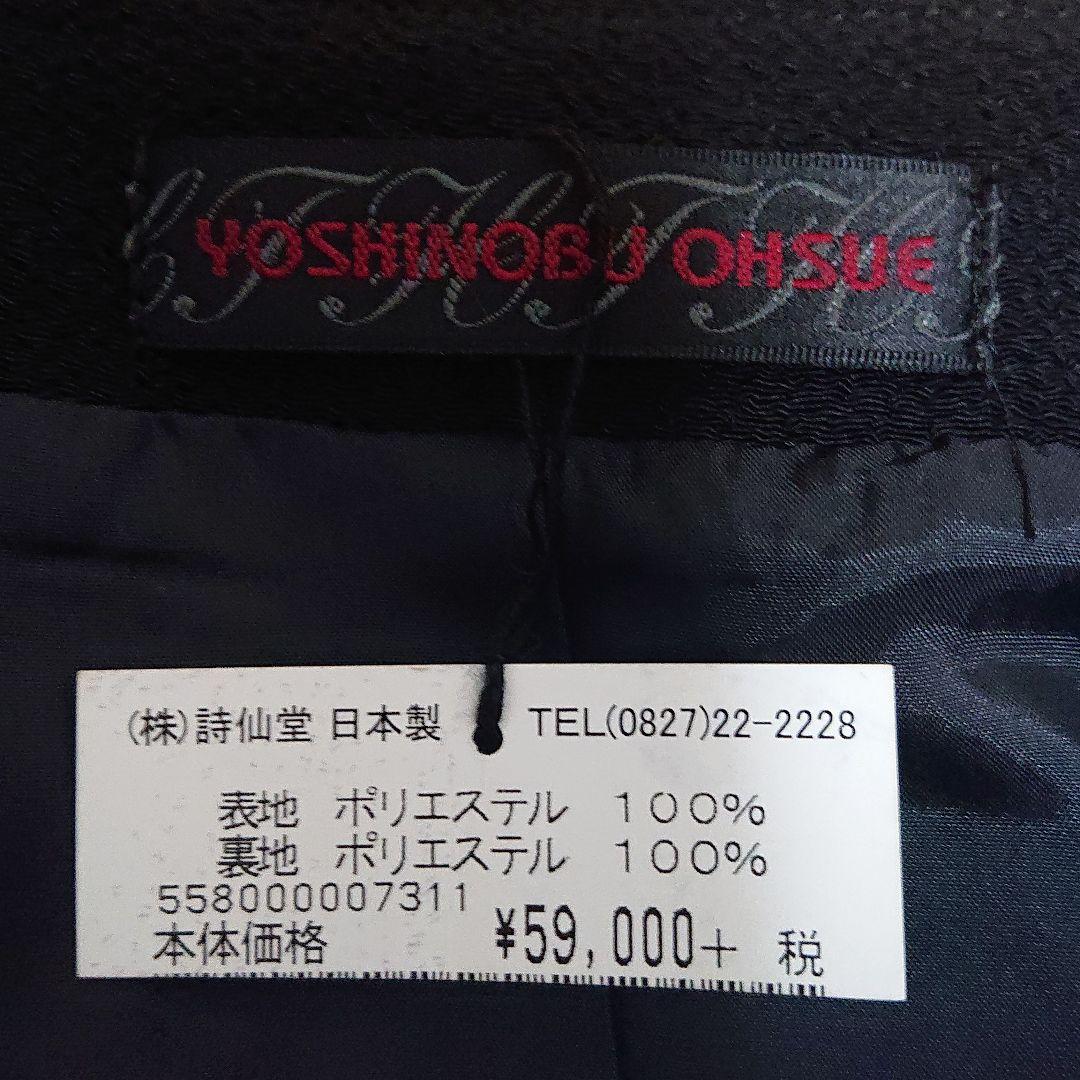 YOSHINOBU OHSUE
(株)詩仙堂 日本製 TEL(0827)22-2228
表地 ポリエステル 100%
裏地 ポリエステル 100%
558000007311
本体価格 ¥59,000+ 税